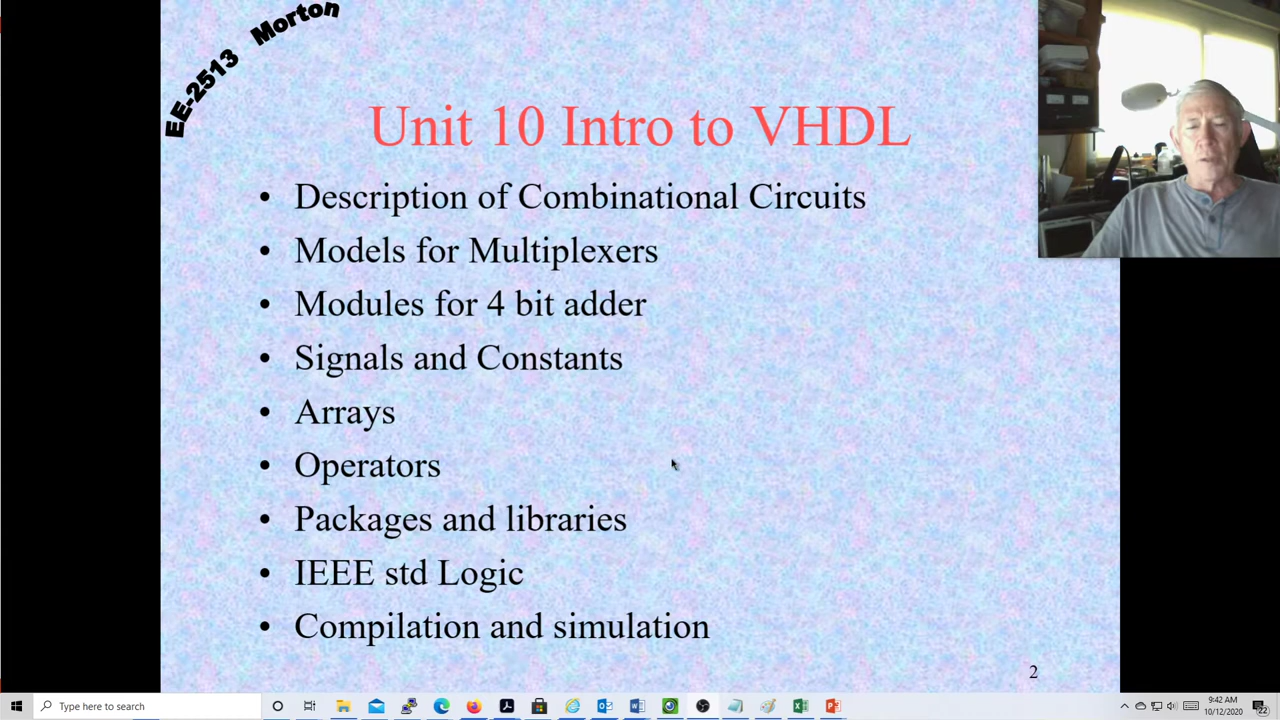 EE-2513 Morton
Unit 10 Intro to VHDL
• Description of Combinational Circuits
• Models for Multiplexers
• Modules for 4 bit adder
• Signals and Constants
• Arrays
• Operators
• Packages and libraries
• IEEE std Logic
• Compilation and simulation
2
Type here to search
9:42 AM
10/12/2020
22